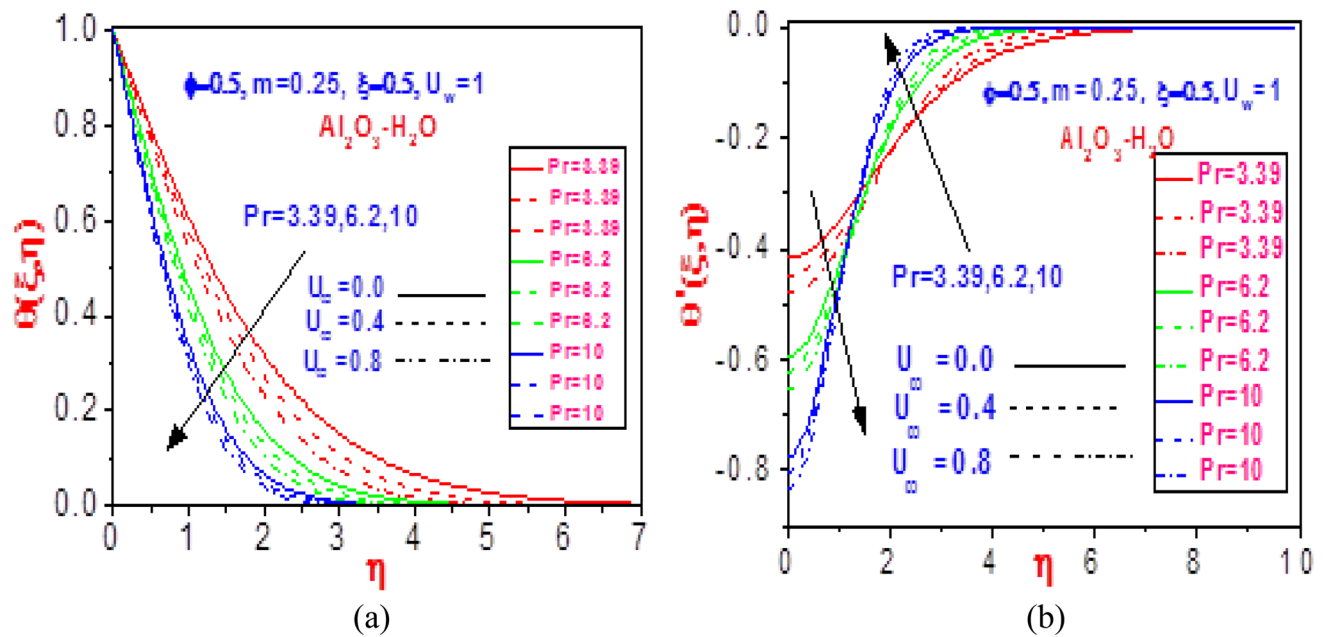 1.0
0.8
0.6
0.4
0.2
0.0
θ(ξ,η)
ϕ=0.5, m=0.25, ξ=0.5, U_w=1
Al₂O₃-H₂O
Pr=3.39
Pr=3.39
Pr=3.39
Pr=6.2
Pr=6.2
Pr=6.2
Pr=10
Pr=10
Pr=10
Pr=3.39,6.2,10
U∞=0.0
U∞=0.4
U∞=0.8
0 1 2 3 4 5 6 7
η
(a)
0.0
-0.2
-0.4
-0.6
-0.8
θ'(ξ,η)
ϕ=0.5, m=0.25, ξ=0.5, U_w=1
Al₂O₃-H₂O
Pr=3.39
Pr=3.39
Pr=3.39
Pr=6.2
Pr=6.2
Pr=6.2
Pr=10
Pr=10
Pr=10
Pr=3.39,6.2,10
U∞=0.0
U∞=0.4
U∞=0.8
0 2 4 6 8 10
η
(b)